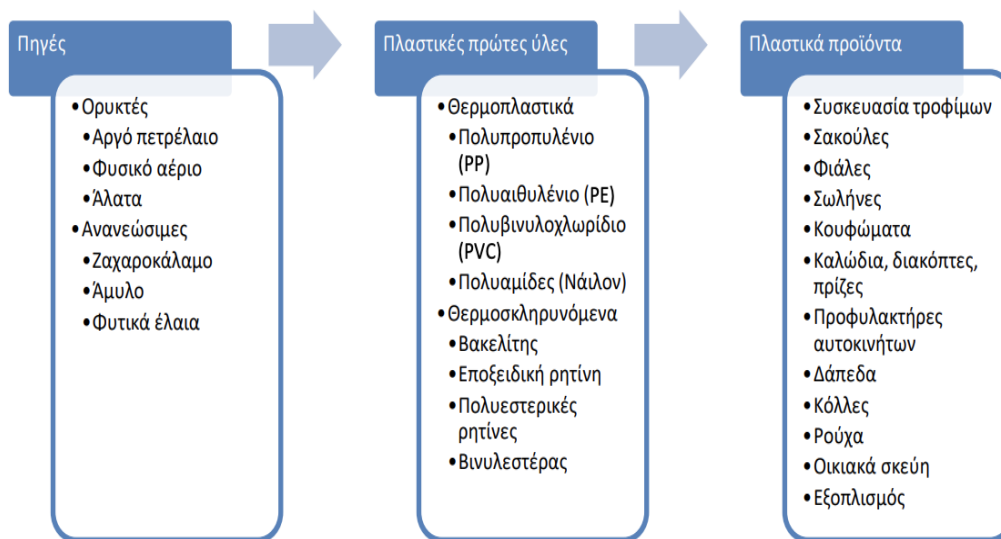 Πηγές
•Ορυκτές
•Αργό πετρέλαιο
•Φυσικό αέριο
•Άλατα
•Ανανεώσιμες
•Ζαχαροκάλαμο
•Άμυλο
•Φυτικά έλαια
Πλαστικές πρώτες ύλες
•Θερμοπλαστικά
•Πολυπροπυλένιο
(PP)
•Πολυαιθυλένιο (PE)
•Πολυβινυλοχλωρίδιο
(PVC)
•Πολυαμίδες (Νάιλον)
•Θερμοσκληρυνόμενα
•Βακελίτης
•Εποξειδική ρητίνη
•Πολυεστερικές
ρητίνες
•Βινυλεστέρας
Πλαστικά προϊόντα
•Συσκευασία τροφίμων
•Σακούλες
•Φιάλες
•Σωλήνες
•Κουφώματα
•Καλώδια, διακόπτες,
πρίζες
•Προφυλακτήρες
αυτοκινήτων
•Δάπεδα
•Κόλλες
•Ρούχα
•Οικιακά σκεύη
•Εξοπλισμός